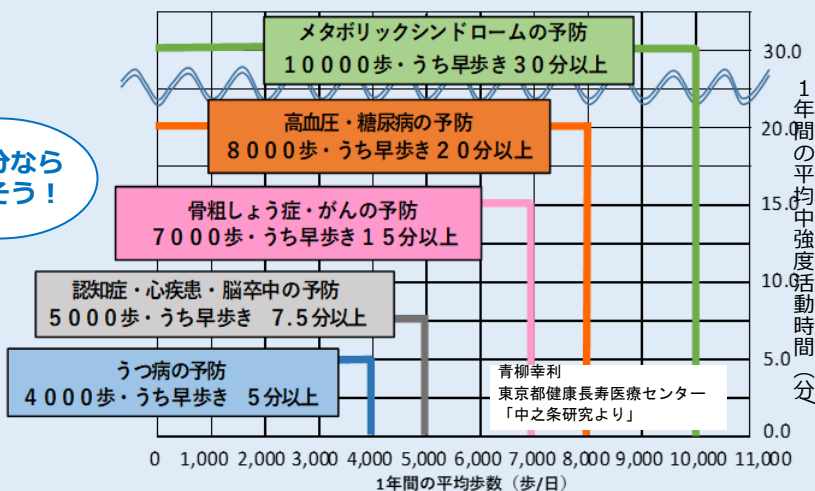 メタボリックシンドロームの予防
10000歩・うち早歩き30分以上
高血圧・糖尿病の予防
8000歩・うち早歩き20分以上
分なら
そう！
骨粗しょう症・がんの予防
7000歩・うち早歩き15分以上
認知症・心疾患・脳卒中の予防
5000歩・うち早歩き 7.5分以上
うつ病の予防
4000歩・うち早歩き 5分以上
青柳幸利
東京都健康長寿医療センター
「中之条研究より」
30.0
20.0
15.0
10.0
5.0
0.0
1年間の平均中強度活動時間（分）
0 1,000 2,000 3,000 4,000 5,000 6,000 7,000 8,000 9,000 10,000 11,000
1年間の平均歩数（歩/日）